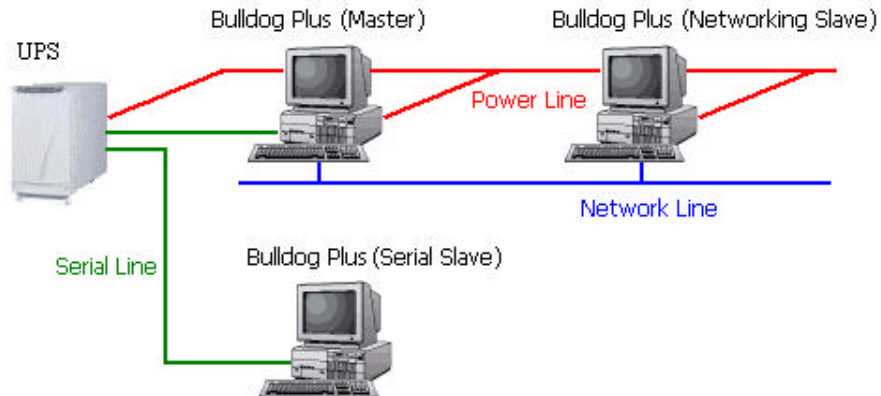 Bulldog Plus (Master)
Bulldog Plus (Networking Slave)
UPS
Power Line
Network Line
Bulldog Plus (Serial Slave)
Serial Line